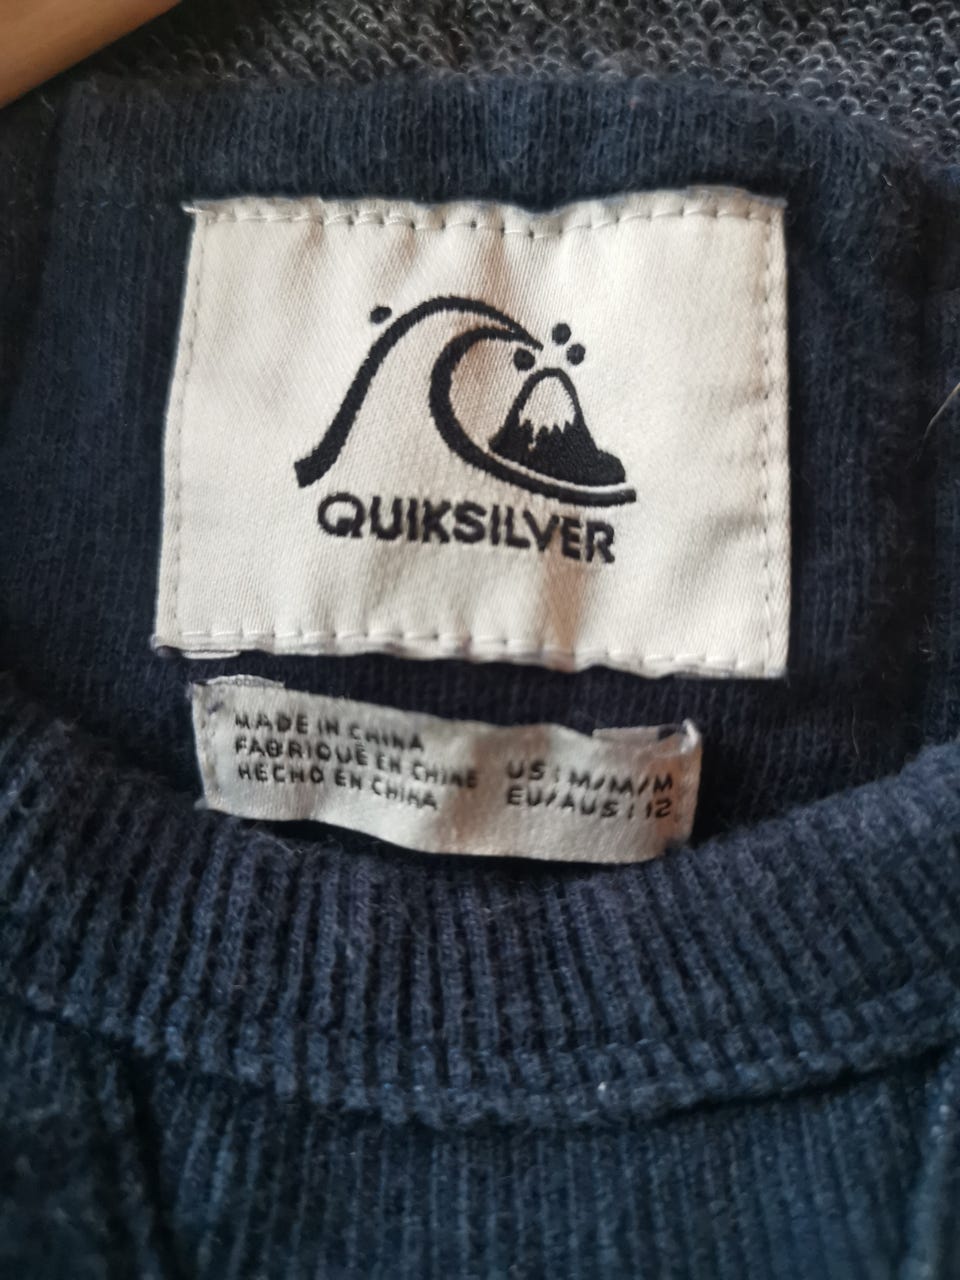 QUIKSILVER
MADE IN CHINA
FABRIQUÉ EN CHINE
HECHO EN CHINA
US : M/M/M
EU/AUS : 12